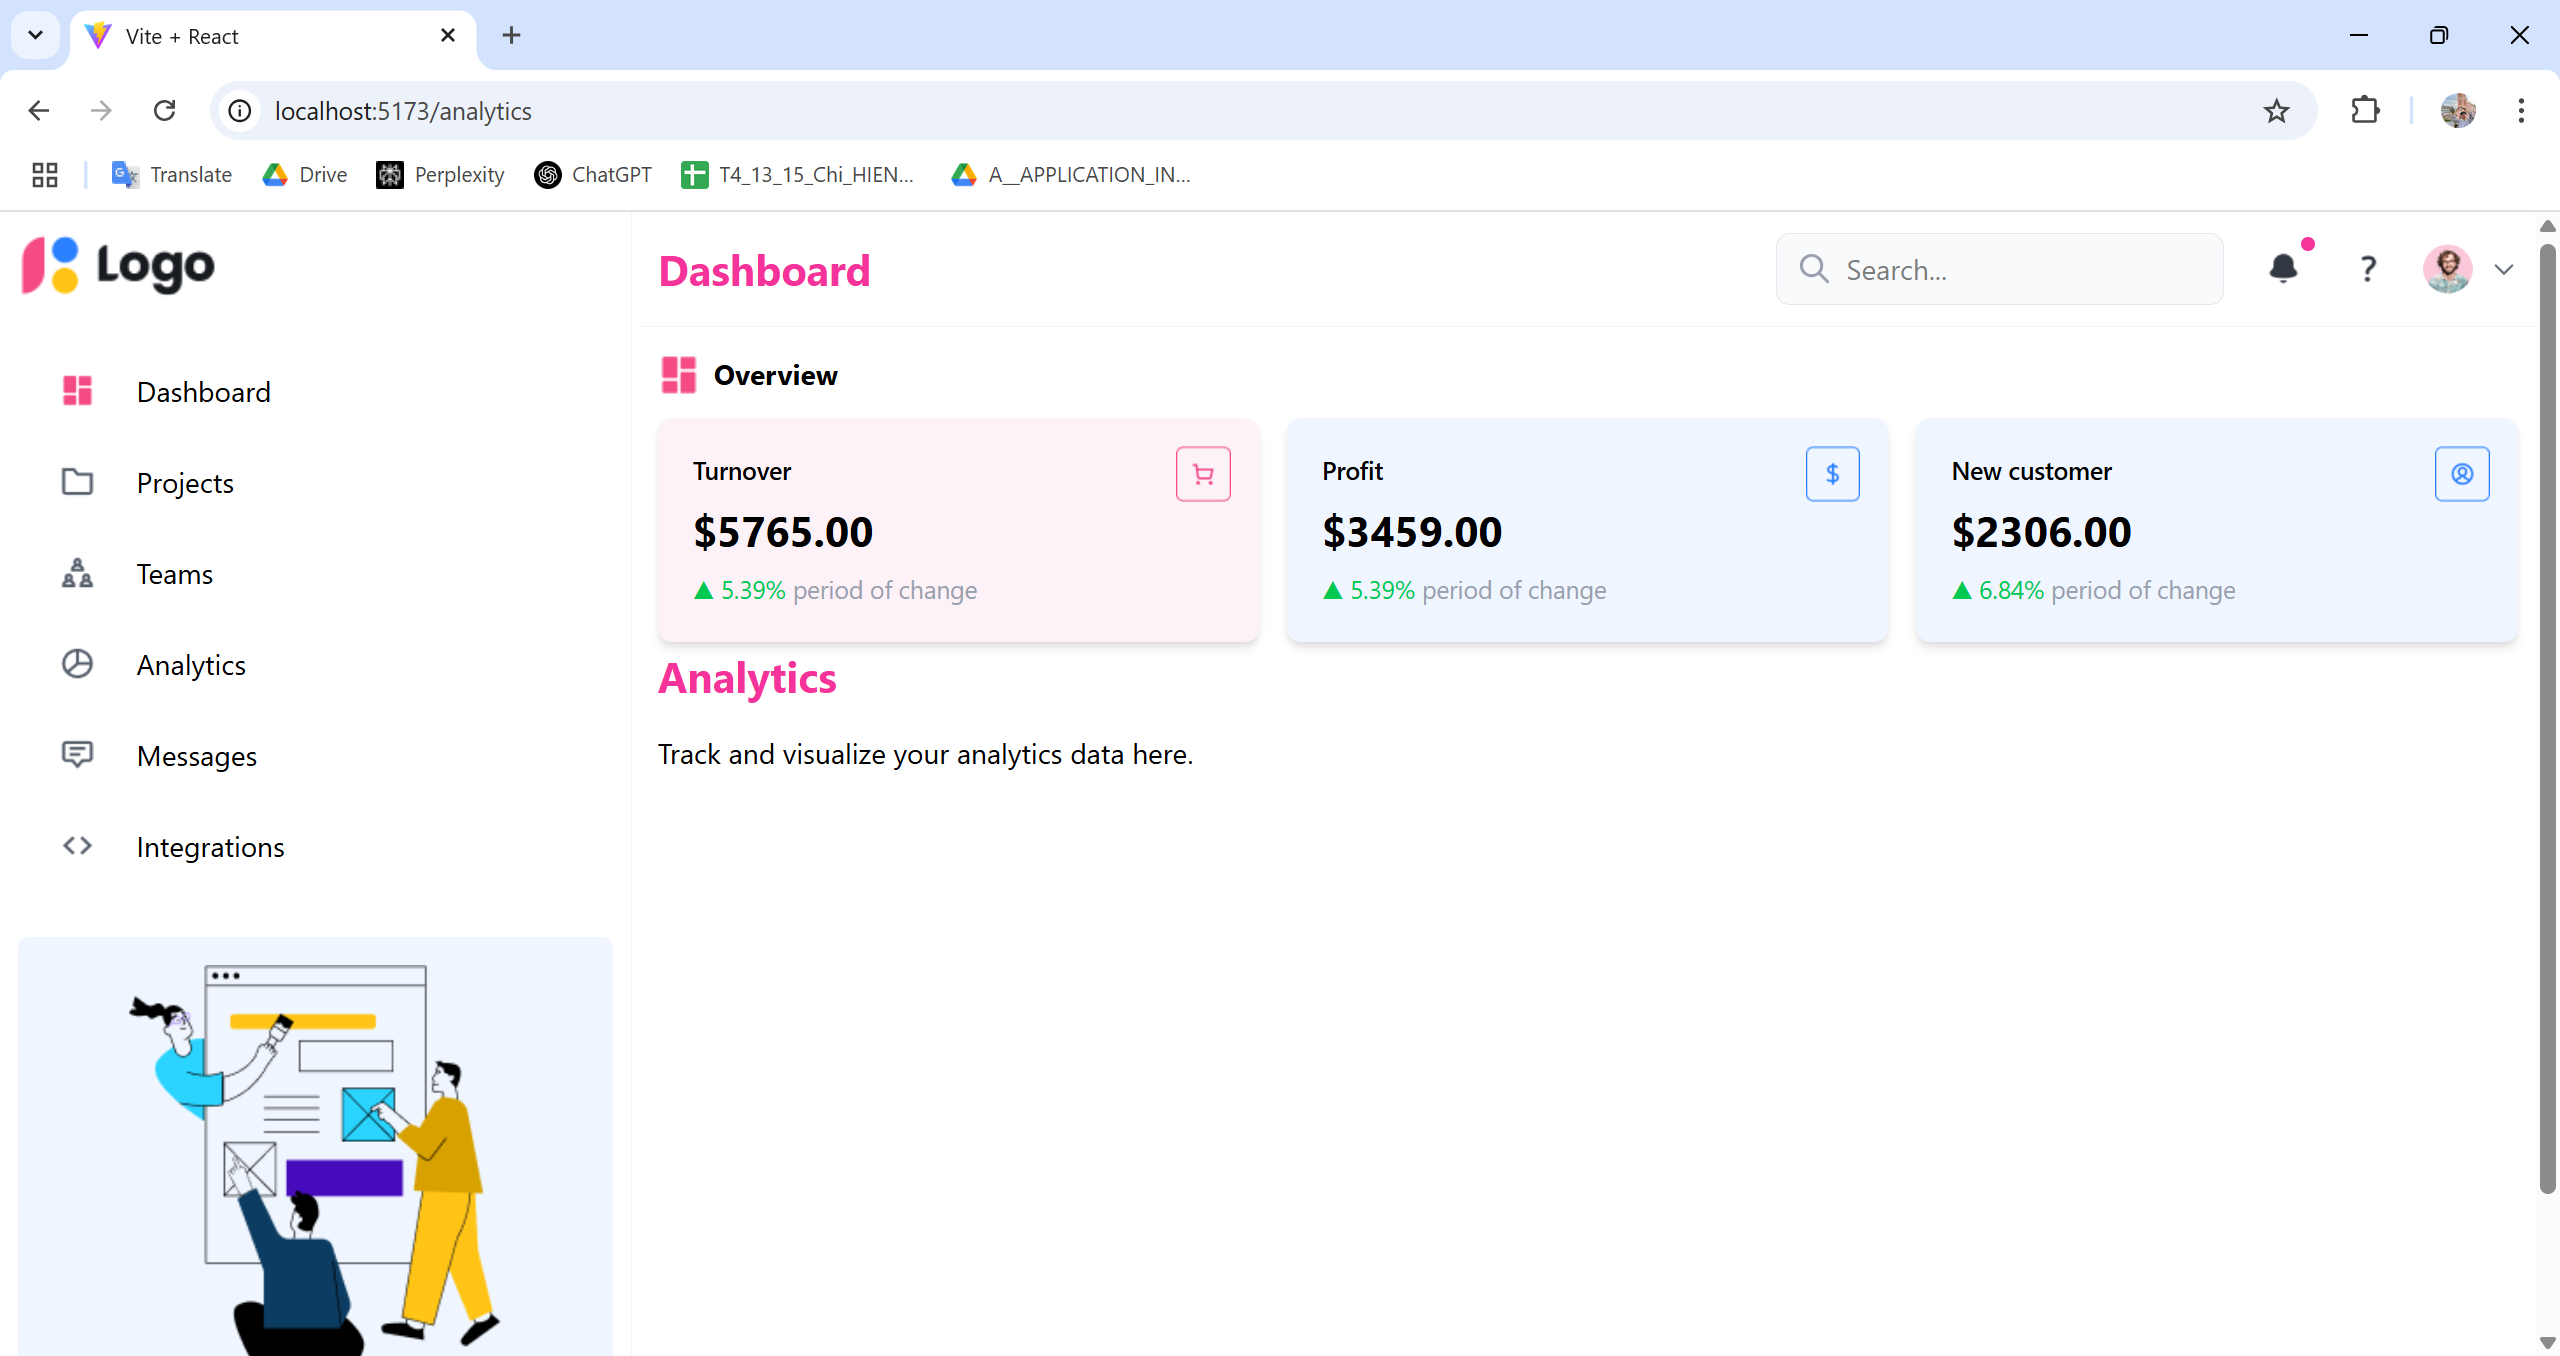 Vite + React
localhost:5173/analytics
Translate
Drive
Perplexity
ChatGPT
T4_13_15_Chi_HIEN...
A__APPLICATION_IN...
Logo
Dashboard
Projects
Teams
Analytics
Messages
Integrations
Dashboard
Search...
?
Overview
Turnover
$5765.00
▲ 5.39% period of change
Profit
$
$3459.00
▲ 5.39% period of change
New customer
$2306.00
▲ 6.84% period of change
Analytics
Track and visualize your analytics data here.